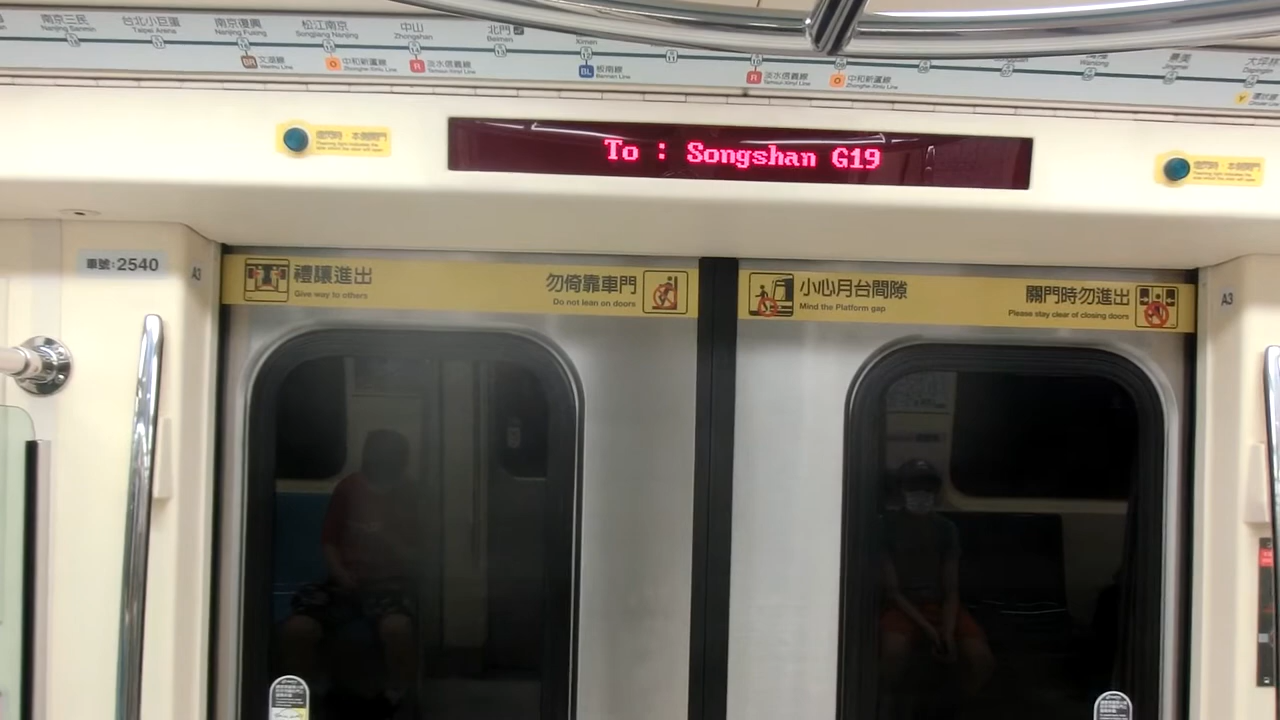 南京三民
Nanjing Sanmin
台北小巨蛋
Taipei Arena
南京復興
Nanjing Fuxing
松江南京
Songjiang Nanjing
中山
Zhongshan
北門
Beimen
Ximen
Wanlong
景美
大坪林
BR 文湖線
Wenhu Line
O 中和新蘆線
Zhonghe-Xinlu Line
R 淡水信義線
Tamsui-Xinyi Line
BL 板南線
Bannan Line
R 淡水信義線
Tamsui-Xinyi Line
O 中和新蘆線
Zhonghe-Xinlu Line
Y
To : Songshan G19
車號:2540
A3
禮讓進出
Give way to others
勿倚靠車門
Do not lean on doors
小心月台間隙
Mind the Platform gap
關門時勿進出
Please stay clear of closing doors
A3